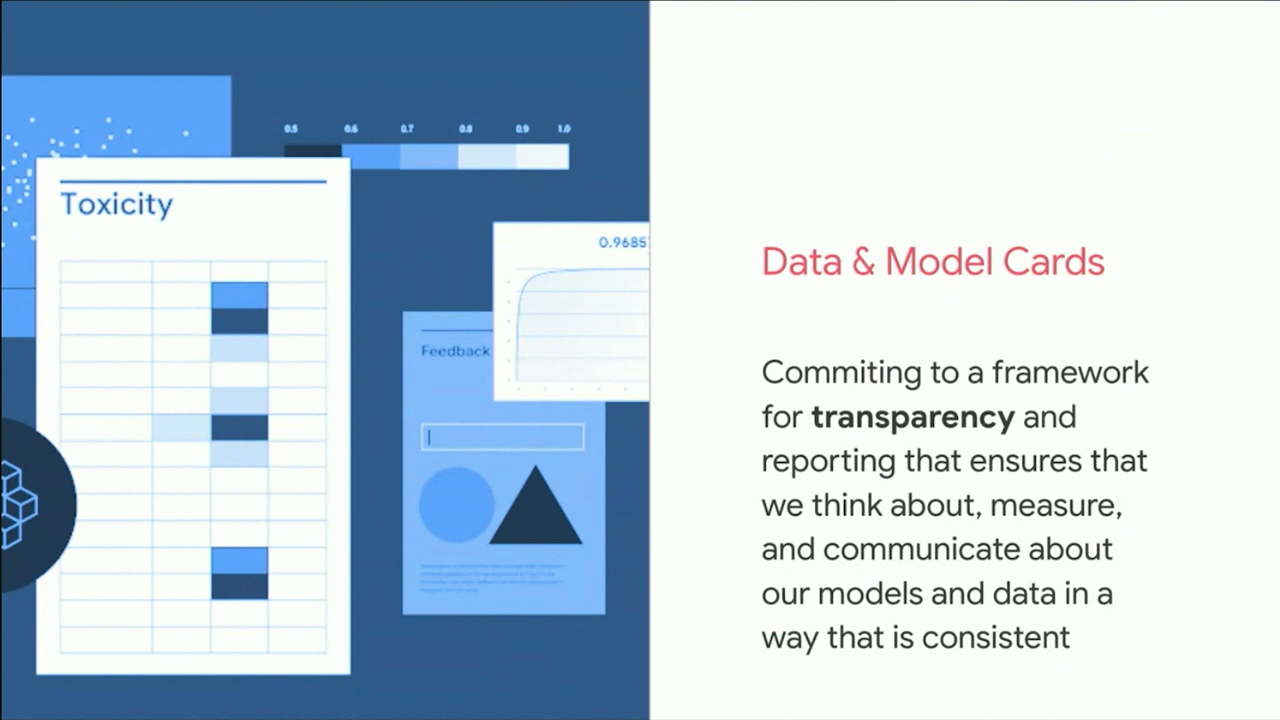 0.5 0.6 0.7 0.8 0.9 1.0
Toxicity
0.9685
Feedback
Data & Model Cards
Commiting to a framework
for transparency and
reporting that ensures that
we think about, measure,
and communicate about
our models and data in a
way that is consistent